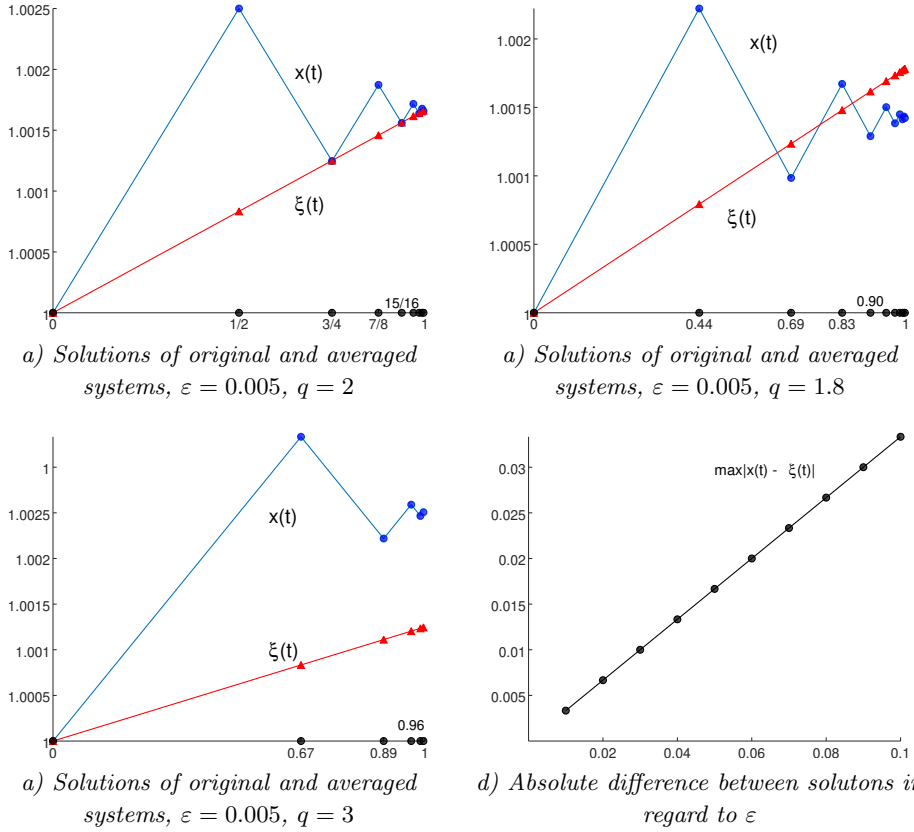 1.0025
1.002
1.0015
1.001
1.0005
1
x(t)
ξ(t)
15/16
0 1/2 3/4 7/8 1
a) Solutions of original and averaged
systems, ε = 0.005, q = 2
1.002
1.0015
1.001
1.0005
1
x(t)
ξ(t)
0.90
0 0.44 0.69 0.83 1
a) Solutions of original and averaged
systems, ε = 0.005, q = 1.8
1
1.0025
1.002
1.0015
1.001
1.0005
1
x(t)
ξ(t)
0.96
0 0.67 0.89 1
a) Solutions of original and averaged
systems, ε = 0.005, q = 3
0.03
0.025
0.02
0.015
0.01
0.005
max|x(t) - ξ(t)|
0.02 0.04 0.06 0.08 0.1
d) Absolute difference between solutons in
regard to ε